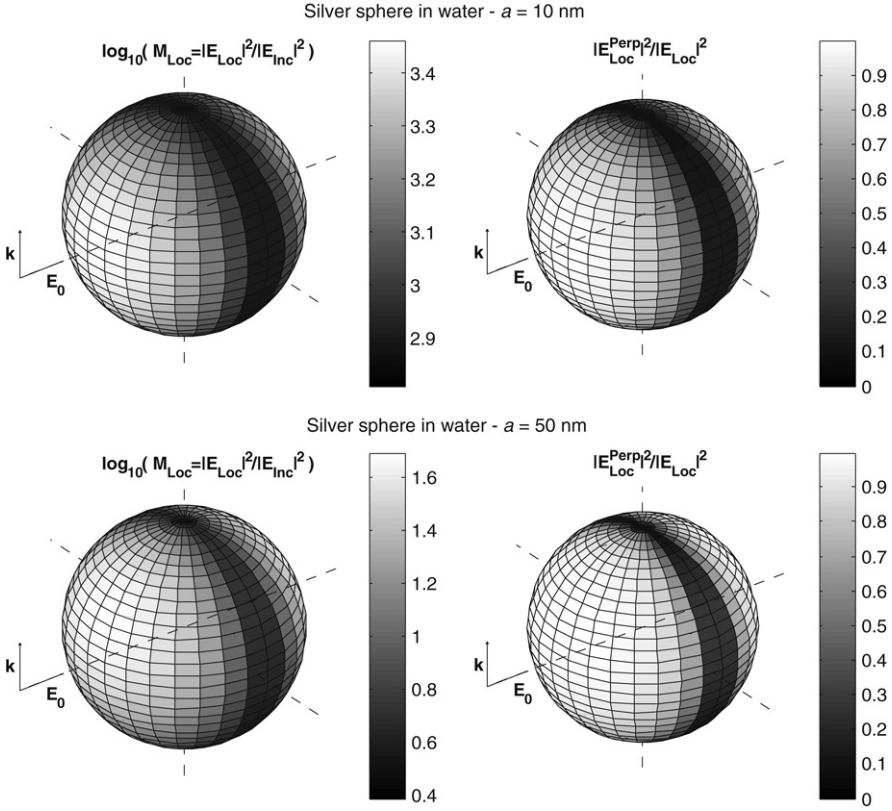 Silver sphere in water - a = 10 nm
log10( MLoc=|ELoc|²/|EInc|² )
|ELocPerp|²/|ELoc|²
3.4
3.3
3.2
3.1
3
2.9
0.9
0.8
0.7
0.6
0.5
0.4
0.3
0.2
0.1
0
k
E0
k
E0
Silver sphere in water - a = 50 nm
log10( MLoc=|ELoc|²/|EInc|² )
|ELocPerp|²/|ELoc|²
1.6
1.4
1.2
1
0.8
0.6
0.4
0.9
0.8
0.7
0.6
0.5
0.4
0.3
0.2
0.1
0
k
E0
k
E0